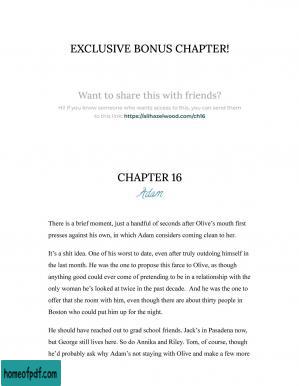 EXCLUSIVE BONUS CHAPTER!
Want to share this with friends?
Hi! If you know someone who wants access to this, you can send them
to this link: https://alihazelwood.com/ch16
CHAPTER 16
Adam
There is a brief moment, just a handful of seconds after Olive's mouth first
presses against his own, in which Adam considers coming clean to her.
It's a shit idea. One of his worst to date, even after truly outdoing himself in
the last month. He was the one to propose this farce to Olive, as though
anything good could ever come of pretending to be in a relationship with the
only woman he's looked at twice in the past decade. And he was the one to
offer that she room with him, even though there are about thirty people in
Boston who could put him up for the night.
He should have reached out to grad school friends. Jack's in Pasadena now,
but George still lives here. So do Annika and Riley. Tom, of course, though
he'd probably ask why Adam's not staying with Olive and make a few more
homeofpdf.com